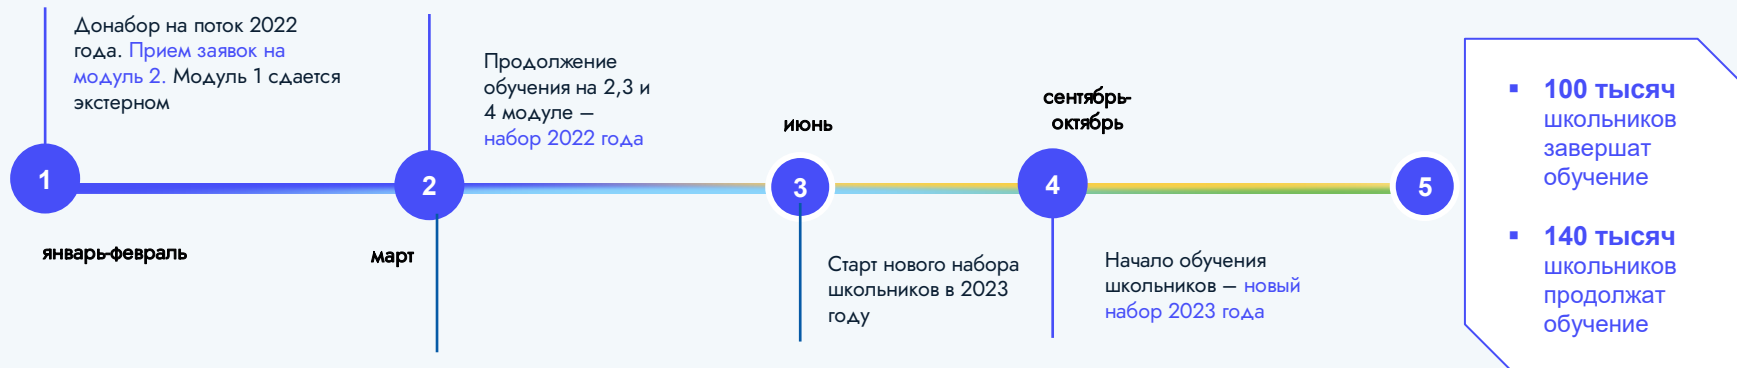 Донабор на поток 2022
года. Прием заявок на
модуль 2. Модуль 1 сдается
экстерном
1
январь-февраль
Продолжение
обучения на 2,3 и
4 модуле –
набор 2022 года
2
март
июнь
3
Старт нового набора
школьников в 2023
году
сентябрь-
октябрь
4
Начало обучения
школьников – новый
набор 2023 года
5
▪ 100 тысяч
школьников
завершат
обучение
▪ 140 тысяч
школьников
продолжат
обучение